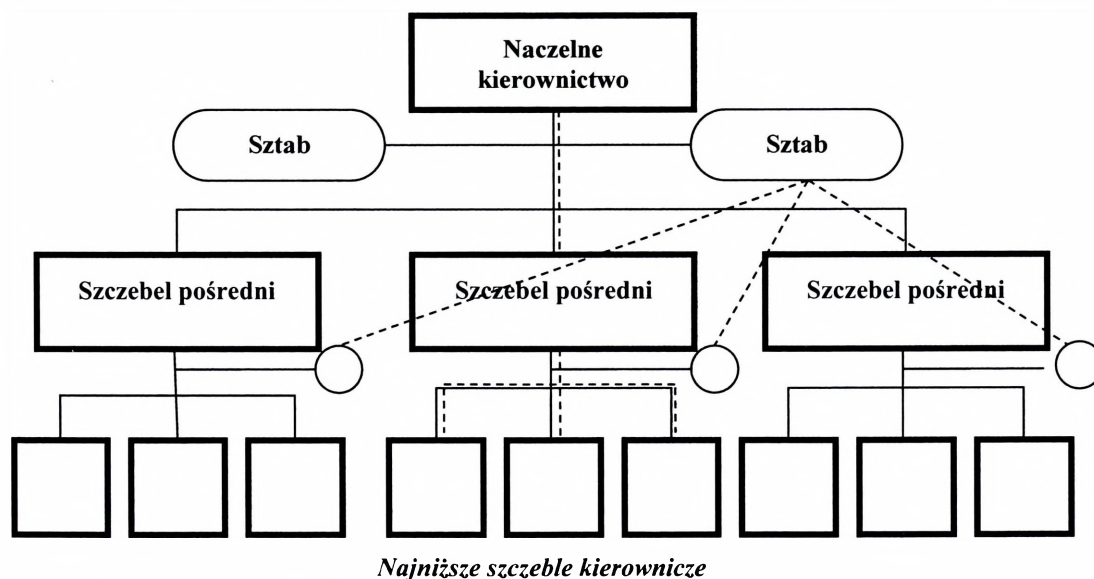 Naczelne
kierownictwo
Sztab
Sztab
Szczebel pośredni
Szczebel pośredni
Szczebel pośredni
Najniższe szczeble kierownicze